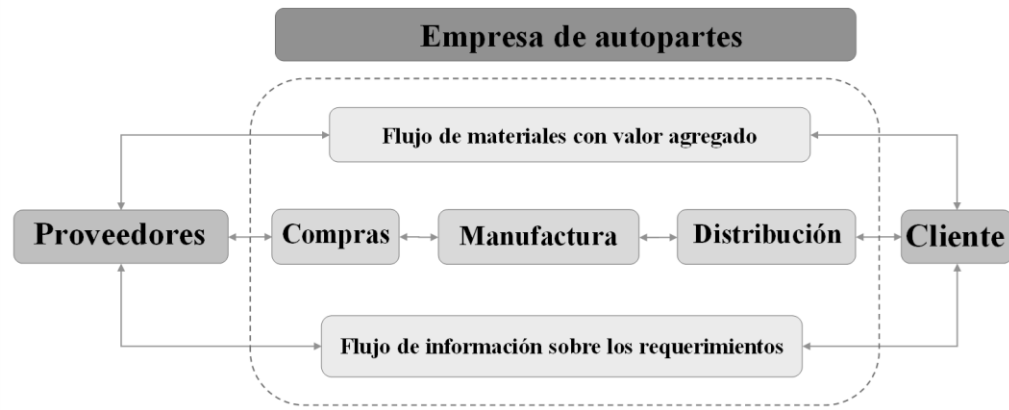 Empresa de autopartes
Flujo de materiales con valor agregado
Proveedores
Compras
Manufactura
Distribución
Cliente
Flujo de información sobre los requerimientos